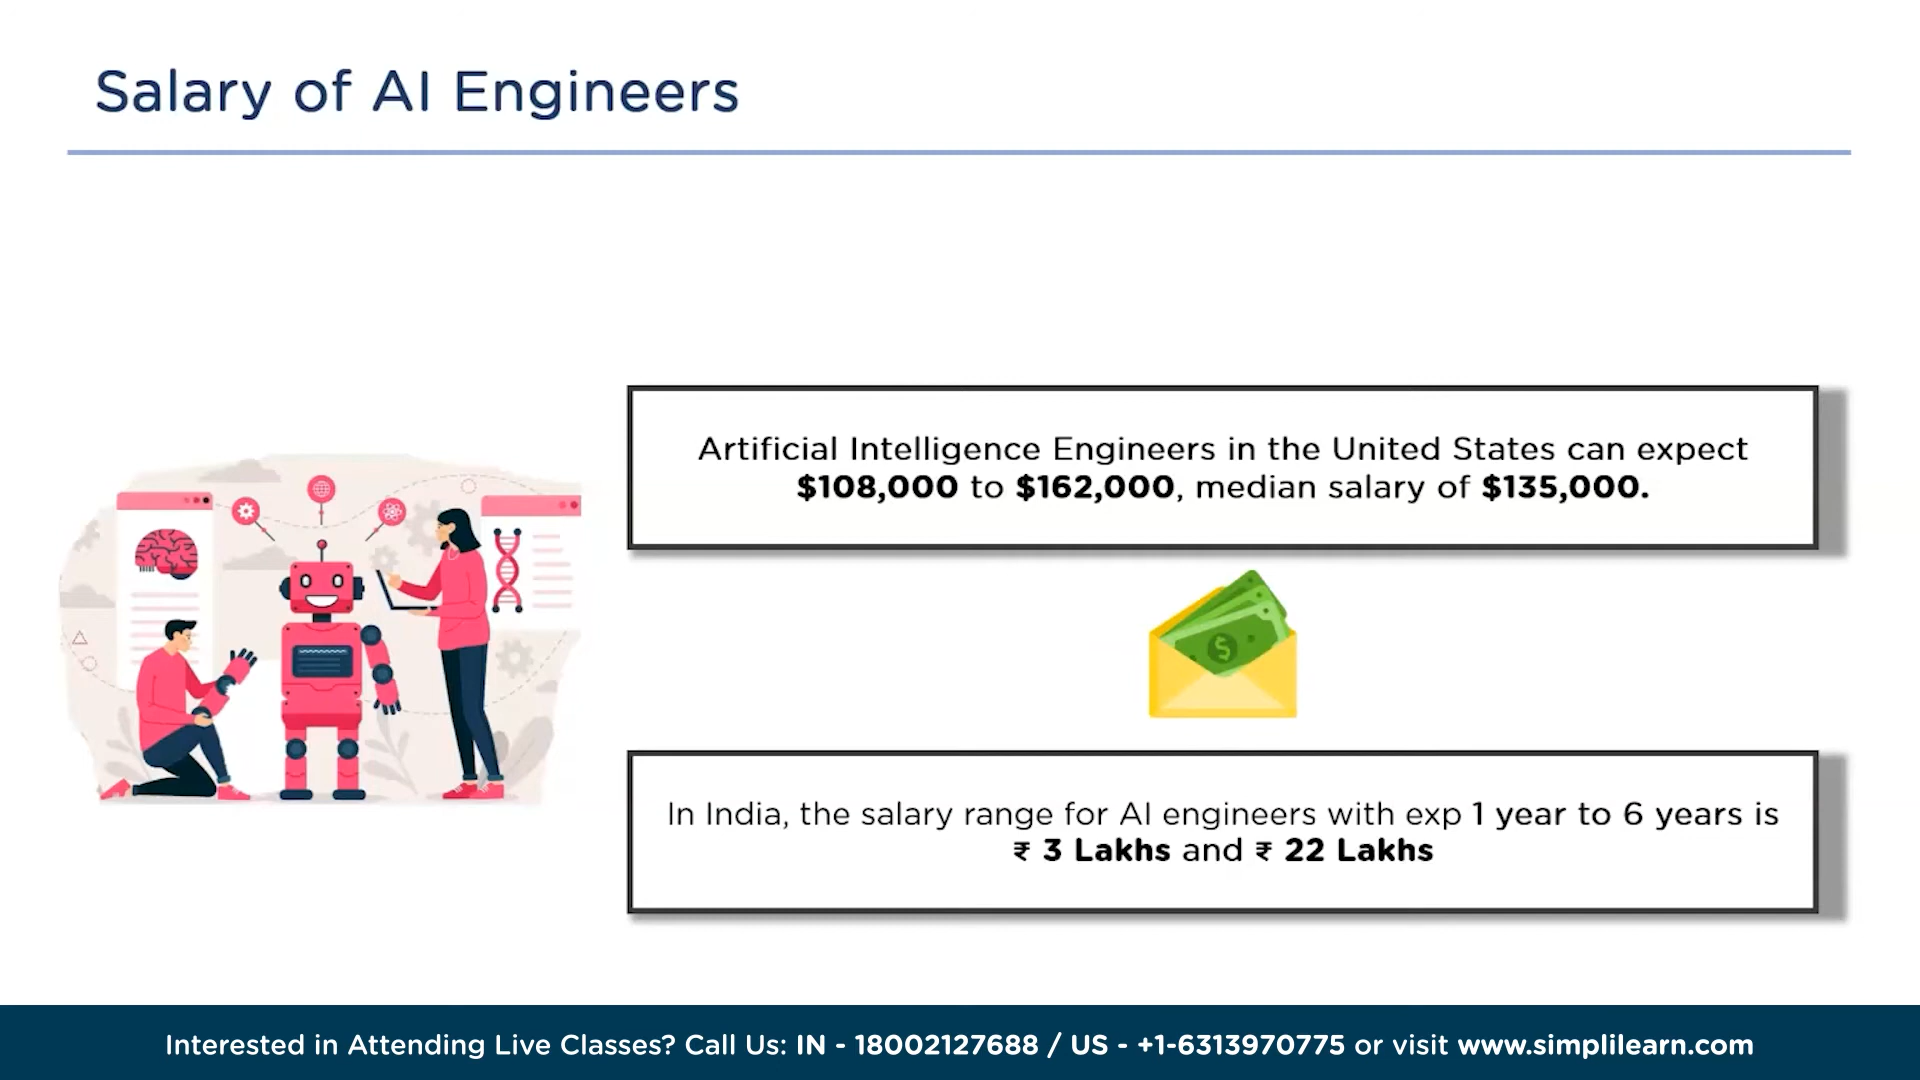 Salary of AI Engineers
Artificial Intelligence Engineers in the United States can expect
$108,000 to $162,000, median salary of $135,000.
In India, the salary range for AI engineers with exp 1 year to 6 years is
₹ 3 Lakhs and ₹ 22 Lakhs
Interested in Attending Live Classes? Call Us: IN - 18002127688 / US - +1-6313970775 or visit www.simplilearn.com